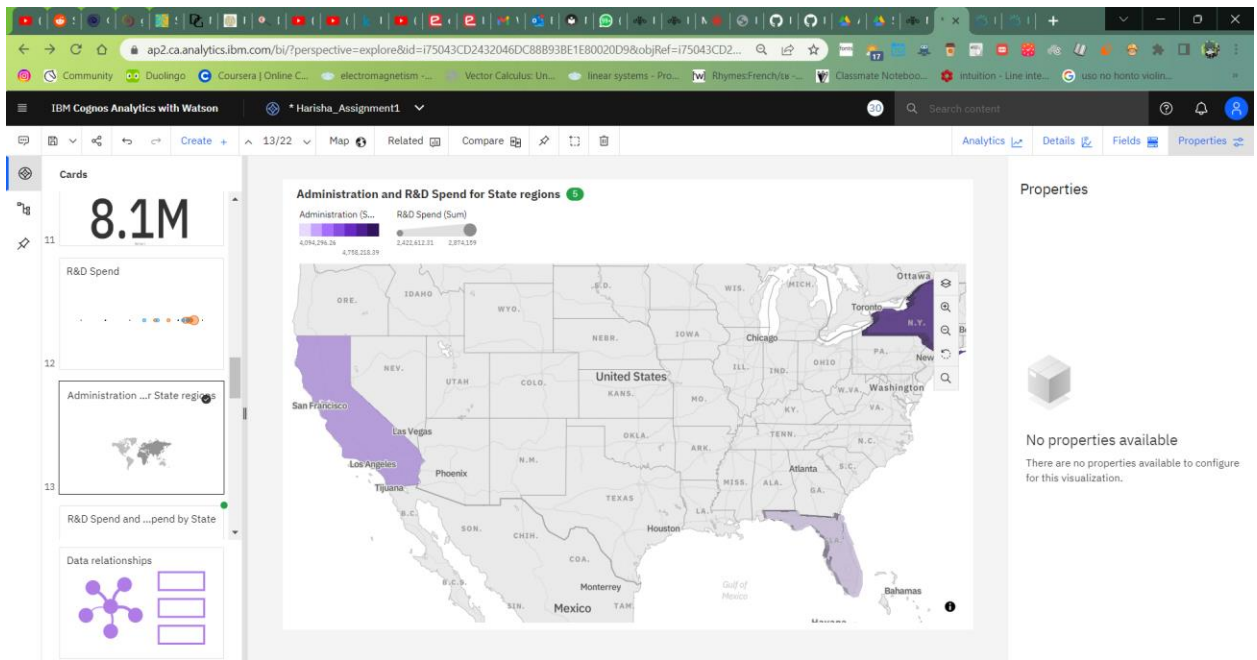 ap2.ca.analytics.ibm.com/bi/?perspective=explore&id=i75043CD2432046DC88B93BE1E80020D9&objRef=i75043CD2...
Community Duolingo Coursera | Online C... electromagnetism -... Vector Calculus: Un... linear systems - Pro... RhymesFrench/ɛʁ -... Classmate Noteboo... intuition - Line inte... uso no honto violin...
IBM Cognos Analytics with Watson * Harisha_Assignment1 30 Search content
Create + 13/22 Map Related Compare Analytics Details Fields Properties
Cards
8.1M
11
R&D Spend
12
Administration ...r State regions
13
R&D Spend and ...pend by State
Data relationships
Administration and R&D Spend for State regions 5
Administration (S... R&D Spend (Sum)
4,094,296.26 2,422,612.31 2,874,159
4,758,218.39
Ottawa
ORE. IDAHO WYO. S.D. WIS. MICH. Toronto N.Y.
NEBR. IOWA Chicago
NEV. UTAH COLO. ILL. IND. OHIO PA. New
United States
KANS. MO. W.VA. Washington
San Francisco KY. VA.
Las Vegas OKLA. TENN. N.C.
Los Angeles N.M. ARK.
Phoenix Atlanta S.C.
Tijuana MISS. ALA. GA.
TEXAS LA.
B.C. SON. CHIH. Houston FLA.
COA.
B.C.S. Monterrey Gulf of Mexico Bahamas
SIN. Mexico TAM.
Havana
Properties
No properties available
There are no properties available to configure
for this visualization.